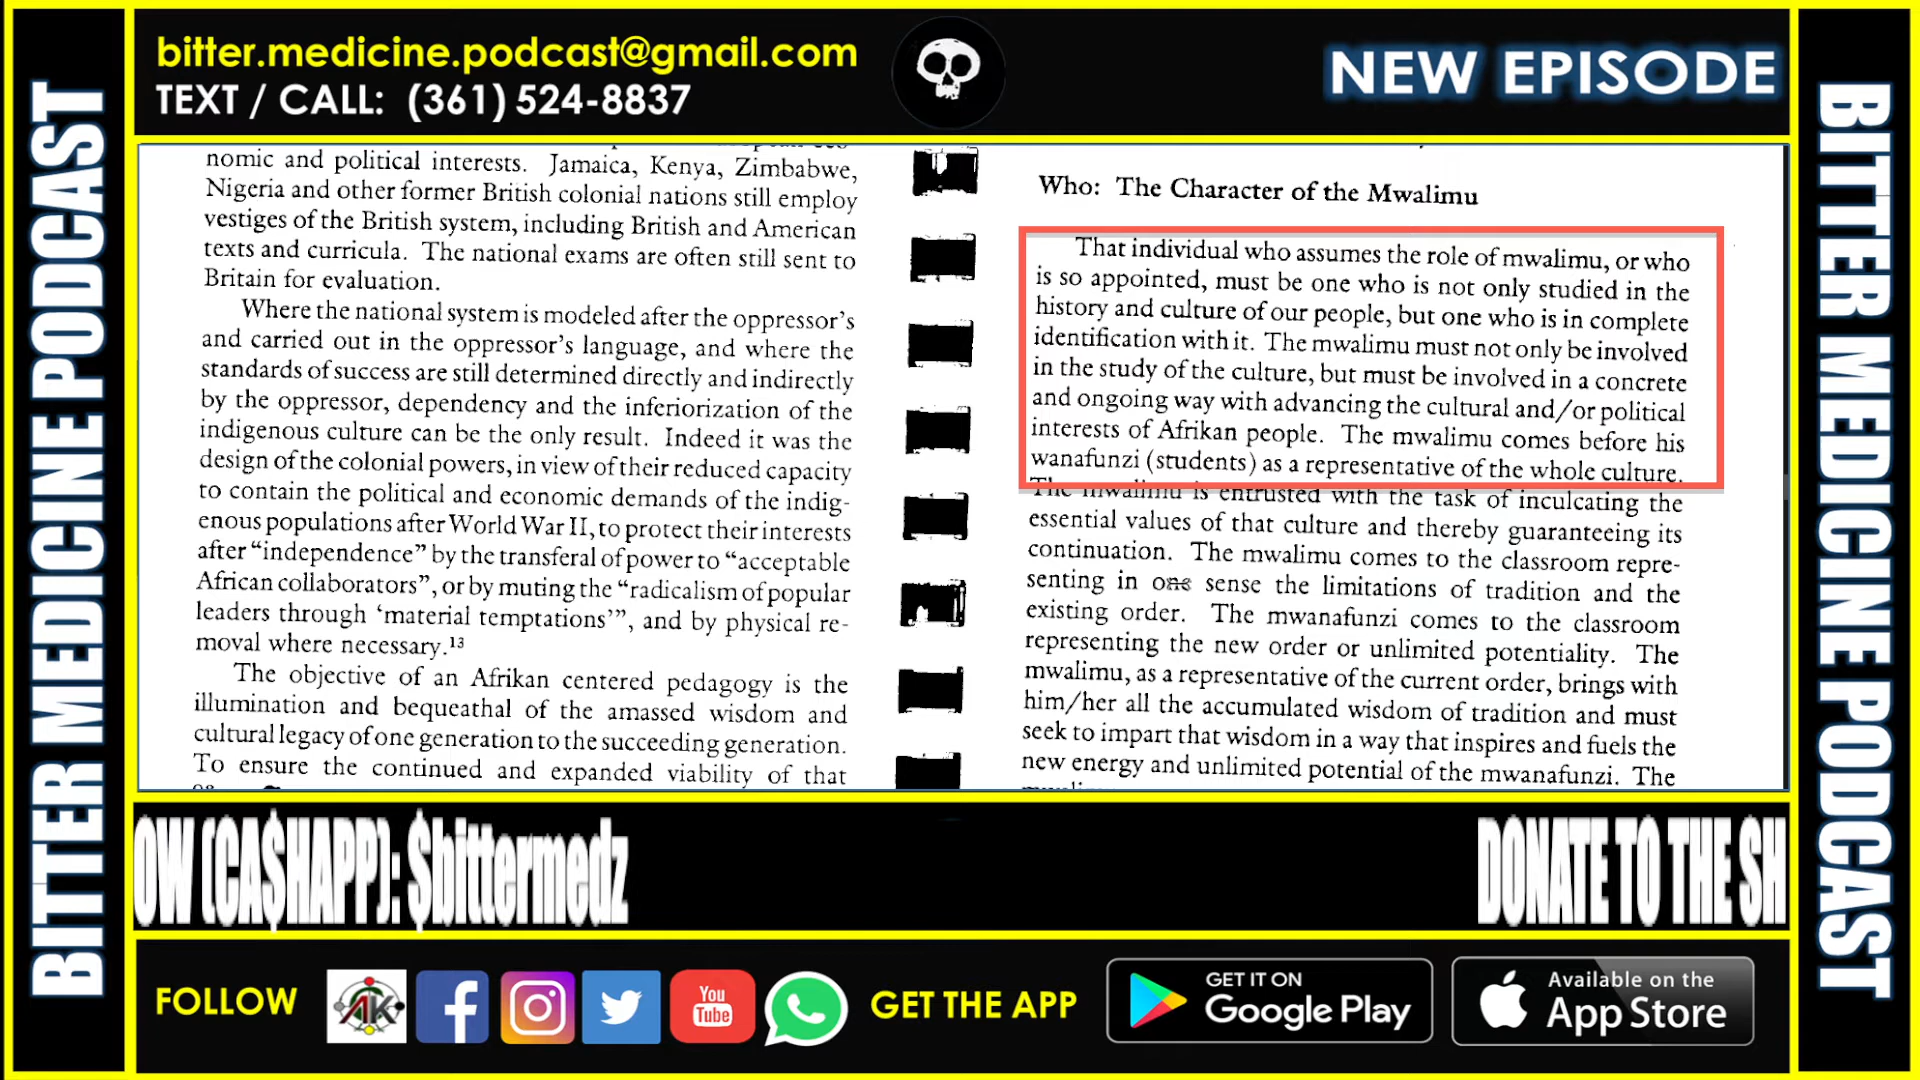 BITTER MEDICINE PODCAST
bitter.medicine.podcast@gmail.com
TEXT / CALL: (361) 524-8837
NEW EPISODE
nomic and political interests. Jamaica, Kenya, Zimbabwe,
Nigeria and other former British colonial nations still employ
vestiges of the British system, including British and American
texts and curricula. The national exams are often still sent to
Britain for evaluation.
Where the national system is modeled after the oppressor's
and carried out in the oppressor's language, and where the
standards of success are still determined directly and indirectly
by the oppressor, dependency and the inferiorization of the
indigenous culture can be the only result. Indeed it was the
design of the colonial powers, in view of their reduced capacity
to contain the political and economic demands of the indig-
enous populations after World War II, to protect their interests
after “independence” by the transferal of power to “acceptable
African collaborators”, or by muting the “radicalism of popular
leaders through ‘material temptations’”, and by physical re-
moval where necessary.¹³
The objective of an Afrikan centered pedagogy is the
illumination and bequeathal of the amassed wisdom and
cultural legacy of one generation to the succeeding generation.
To ensure the continued and expanded viability of that
Who: The Character of the Mwalimu
That individual who assumes the role of mwalimu, or who
is so appointed, must be one who is not only studied in the
history and culture of our people, but one who is in complete
identification with it. The mwalimu must not only be involved
in the study of the culture, but must be involved in a concrete
and ongoing way with advancing the cultural and/or political
interests of Afrikan people. The mwalimu comes before his
wanafunzi (students) as a representative of the whole culture.
The mwalimu is entrusted with the task of inculcating the
essential values of that culture and thereby guaranteeing its
continuation. The mwalimu comes to the classroom repre-
senting in one sense the limitations of tradition and the
existing order. The mwanafunzi comes to the classroom
representing the new order or unlimited potentiality. The
mwalimu, as a representative of the current order, brings with
him/her all the accumulated wisdom of tradition and must
seek to impart that wisdom in a way that inspires and fuels the
new energy and unlimited potential of the mwanafunzi. The
BITTER MEDICINE PODCAST
OW (CA$HAPP): $bittermedz
DONATE TO THE SH
FOLLOW
AK
You
Tube
GET THE APP
GET IT ON
Google Play
Available on the
App Store